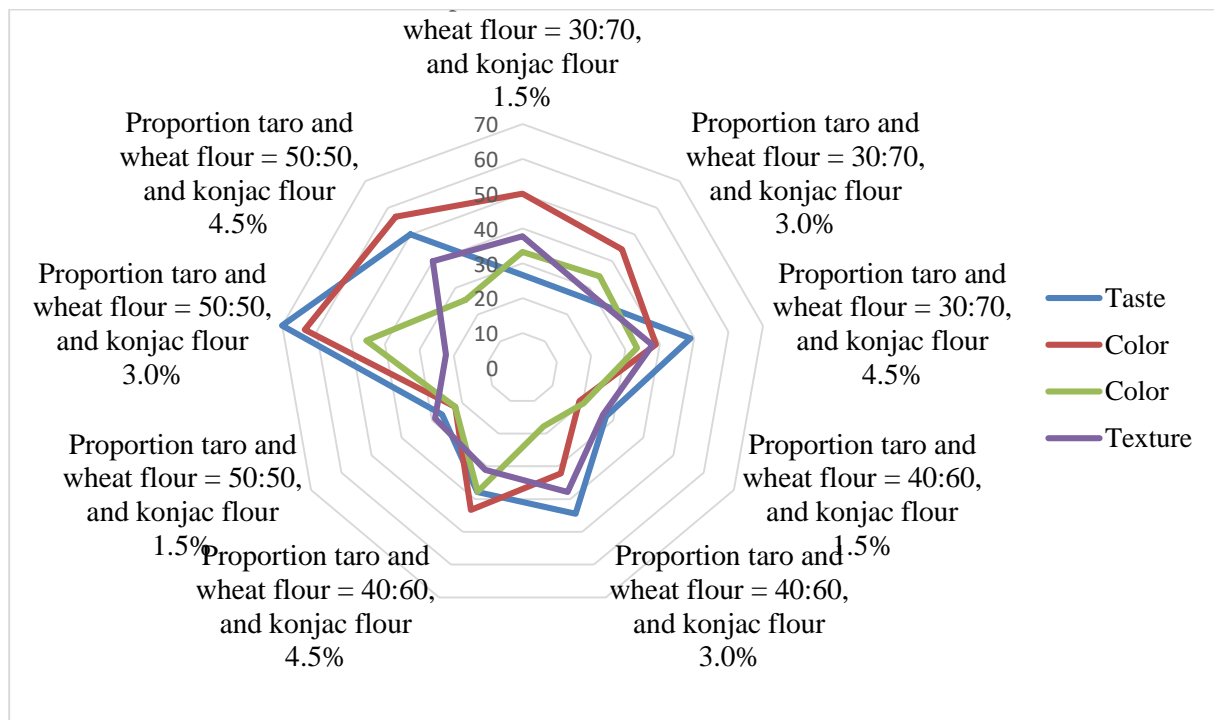 Proportion taro and
wheat flour = 30:70,
and konjac flour
1.5%
Proportion taro and
wheat flour = 30:70,
and konjac flour
3.0%
Proportion taro and
wheat flour = 30:70,
and konjac flour
4.5%
Proportion taro and
wheat flour = 40:60,
and konjac flour
1.5%
Proportion taro and
wheat flour = 40:60,
and konjac flour
3.0%
Proportion taro and
wheat flour = 40:60,
and konjac flour
4.5%
Proportion taro and
wheat flour = 50:50,
and konjac flour
1.5%
Proportion taro and
wheat flour = 50:50,
and konjac flour
3.0%
Proportion taro and
wheat flour = 50:50,
and konjac flour
4.5%
70
60
50
40
30
20
10
0
Taste
Color
Color
Texture